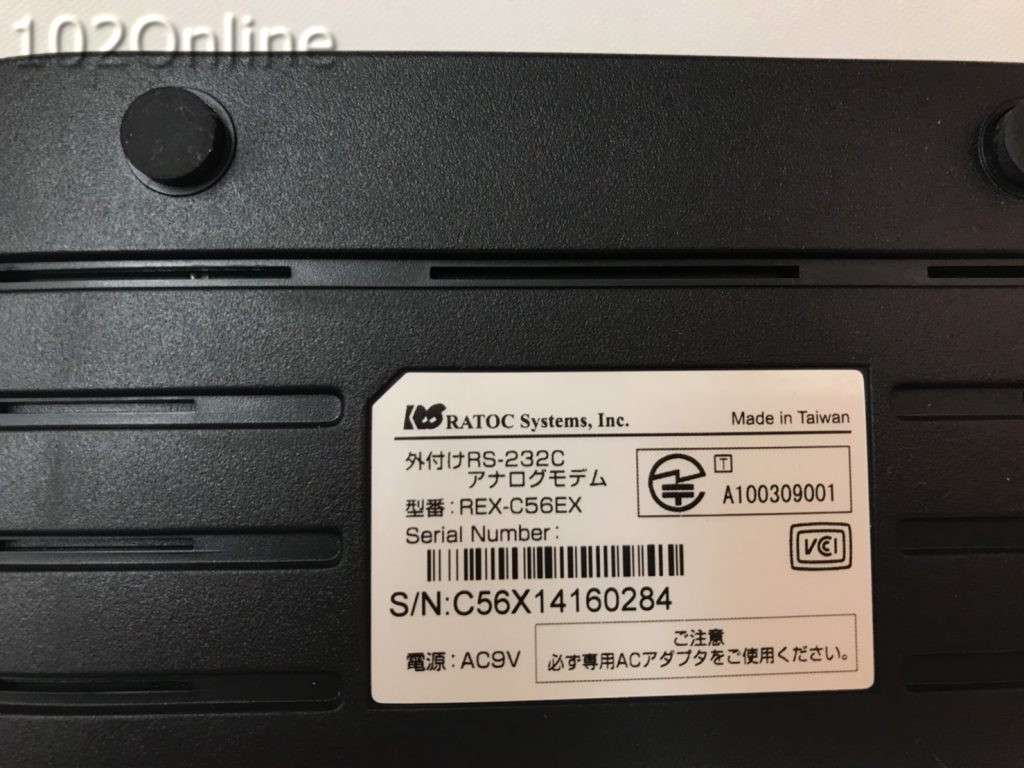 102Online
RATOC Systems, Inc.
Made in Taiwan
外付けRS-232C
アナログモデム
T
A100309001
型番:REX-C56EX
Serial Number:
VCCI
S/N:C56X14160284
電源:AC9V
ご注意
必ず専用ACアダプタをご使用ください。